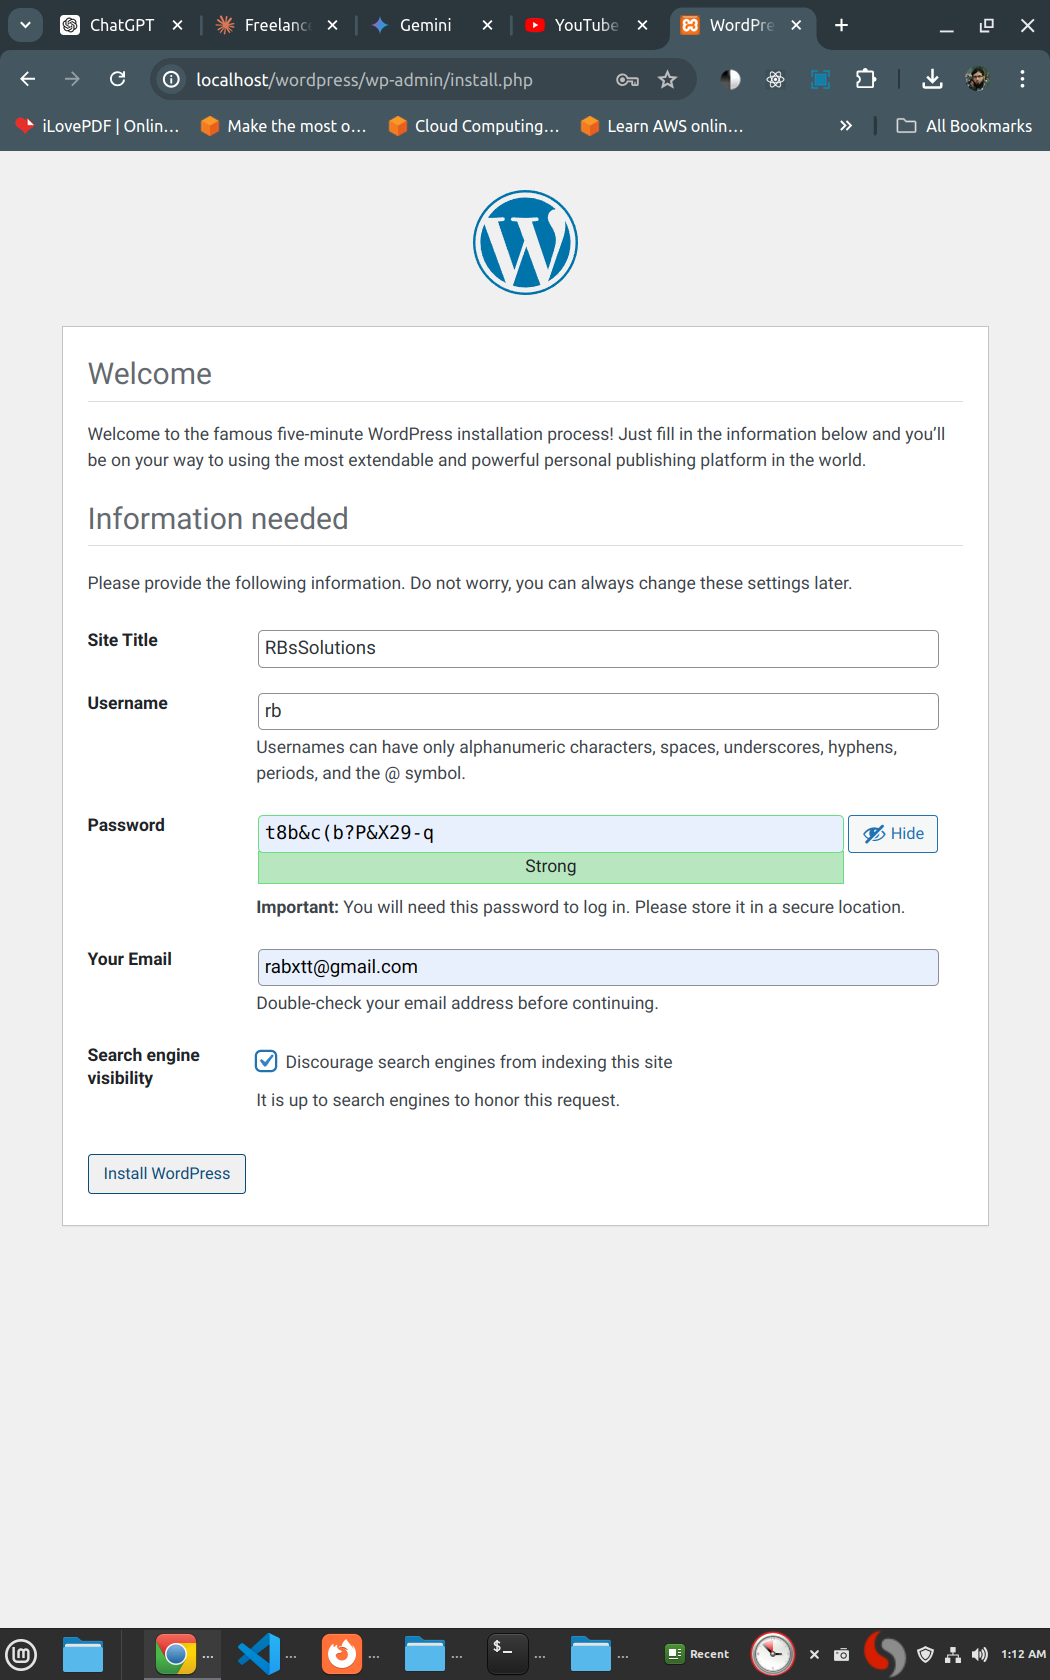 ChatGPT
Freelanc
Gemini
YouTube
WordPre
localhost/wordpress/wp-admin/install.php
iLovePDF | Onlin...
Make the most o...
Cloud Computing...
Learn AWS onlin...
All Bookmarks
Welcome
Welcome to the famous five-minute WordPress installation process! Just fill in the information below and you’ll
be on your way to using the most extendable and powerful personal publishing platform in the world.
Information needed
Please provide the following information. Do not worry, you can always change these settings later.
Site Title
RBsSolutions
Username
rb
Usernames can have only alphanumeric characters, spaces, underscores, hyphens,
periods, and the @ symbol.
Password
t8b&c(b?P&X29-q
Hide
Strong
Important: You will need this password to log in. Please store it in a secure location.
Your Email
rabxtt@gmail.com
Double-check your email address before continuing.
Search engine
visibility
Discourage search engines from indexing this site
It is up to search engines to honor this request.
Install WordPress
Recent
1:12 AM